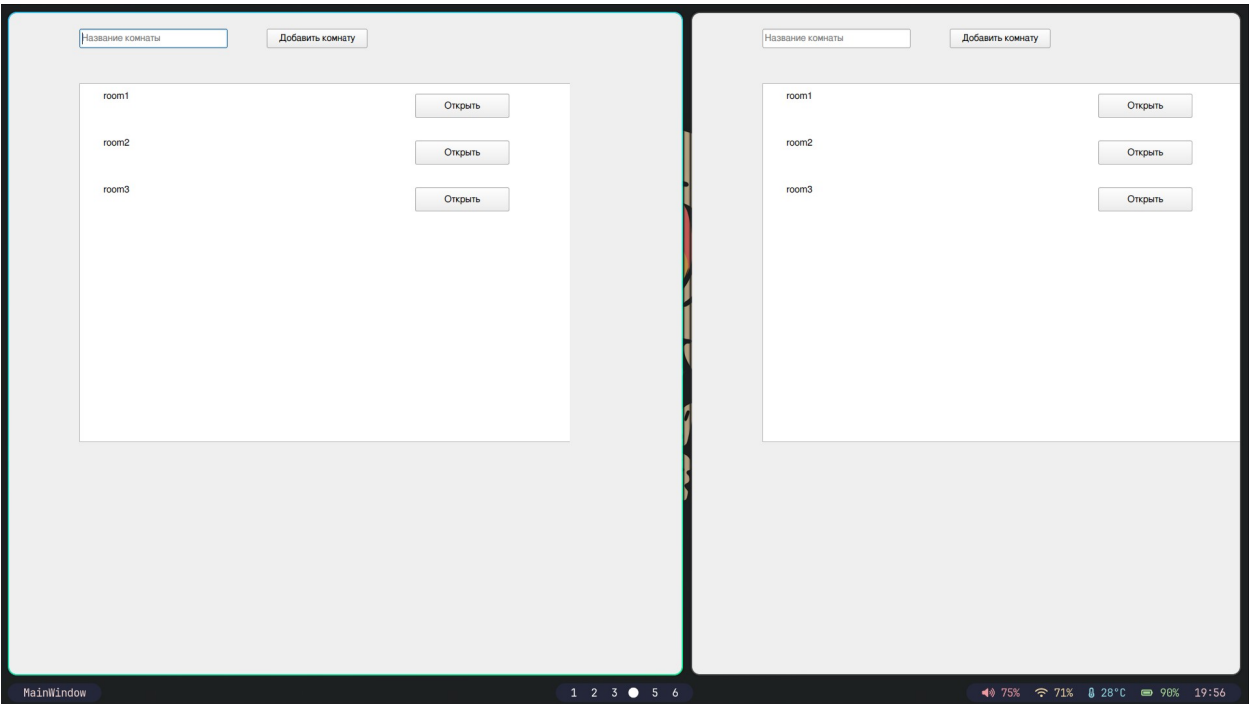 Название комнаты
Добавить комнату
room1
Открыть
room2
Открыть
room3
Открыть
Название комнаты
Добавить комнату
room1
Открыть
room2
Открыть
room3
Открыть
MainWindow
1 2 3 5 6
75% 71% 28°C 90% 19:56